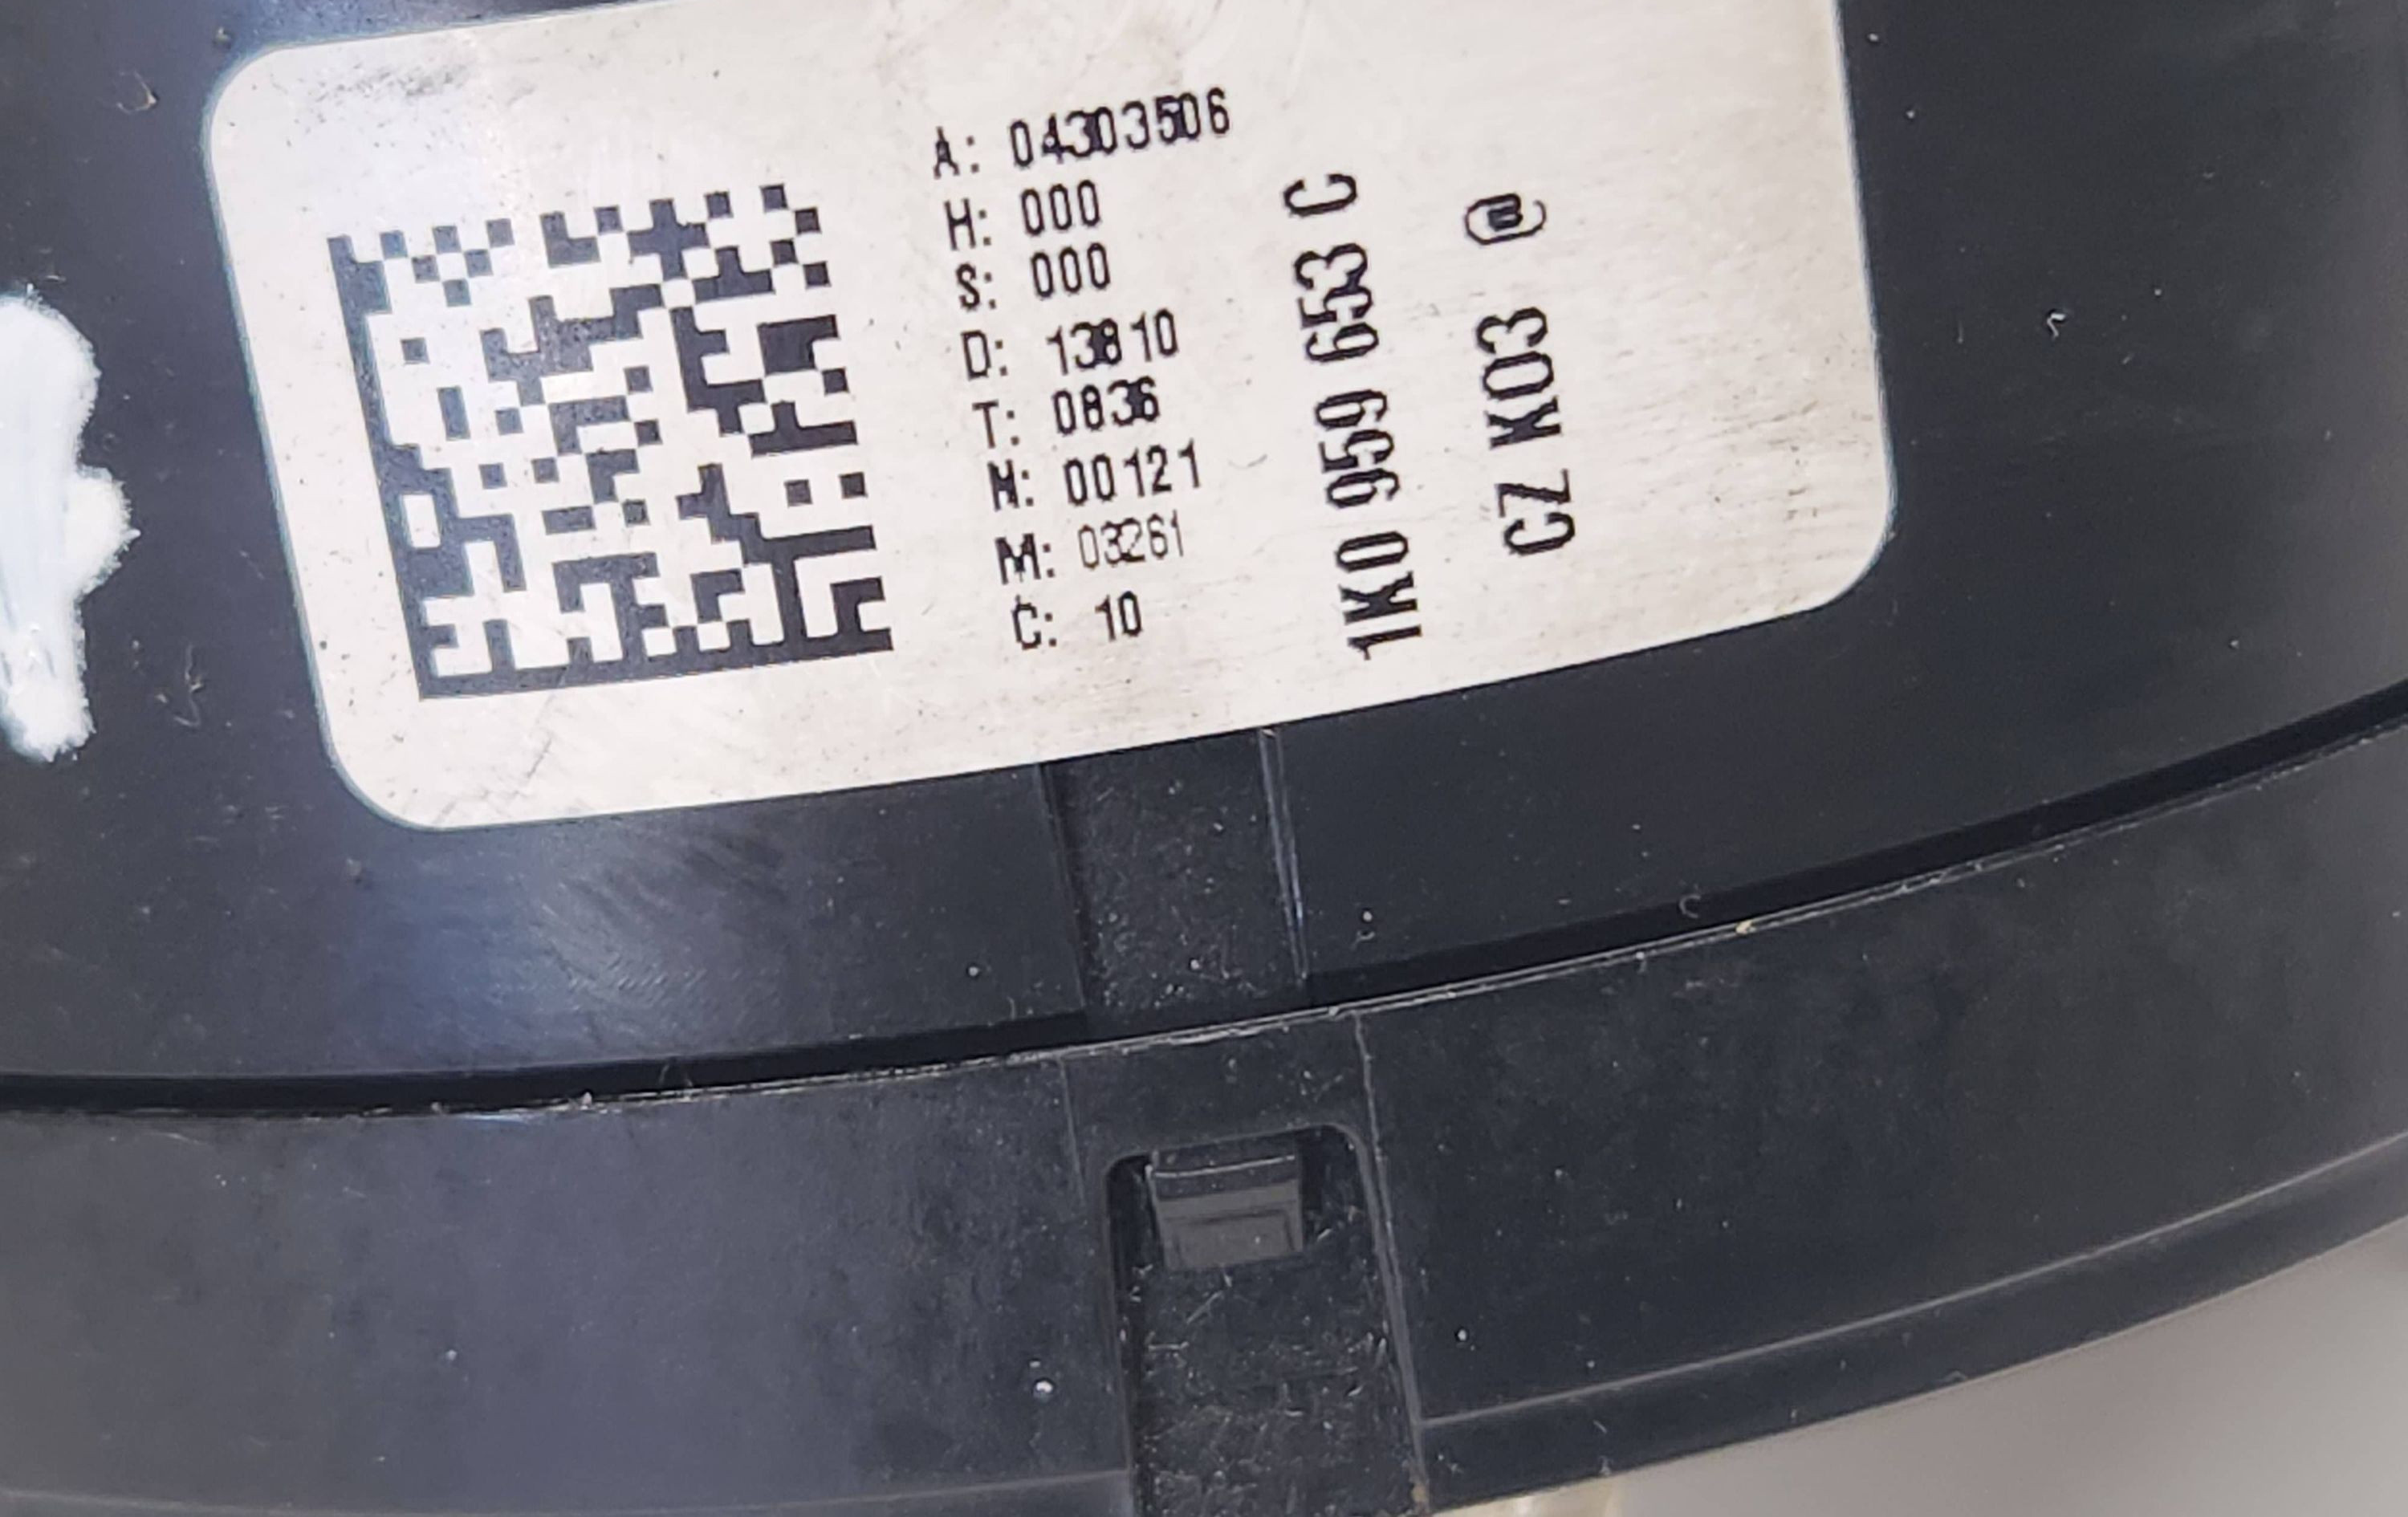 A: 04303506
H: 000
S: 000
D: 13810
T: 0836
N: 00121
M: 03261
C: 10
1K0 959 653 C
CZ K03 @